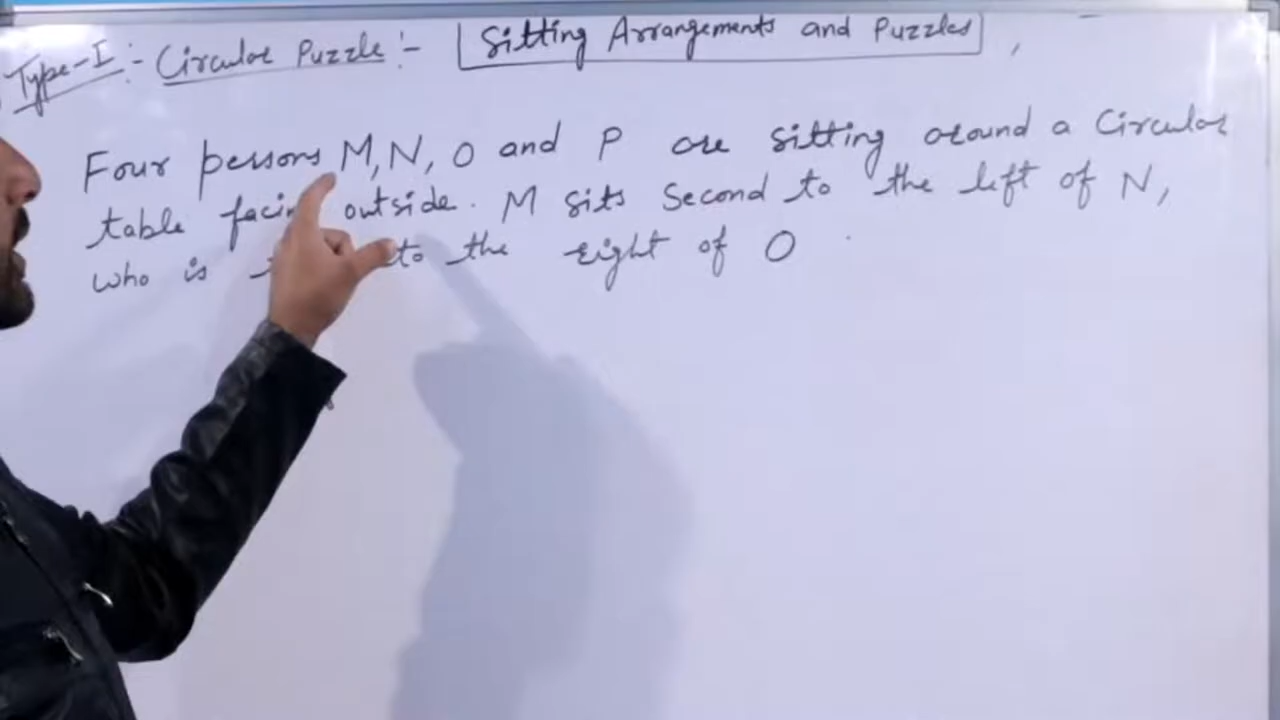 Type-I :- Circular Puzzle :- Sitting Arrangements and Puzzles,
Four persons M, N, O and P are sitting around a Circular
table facin outside. M sits Second to the left of N,
who is to the right of O